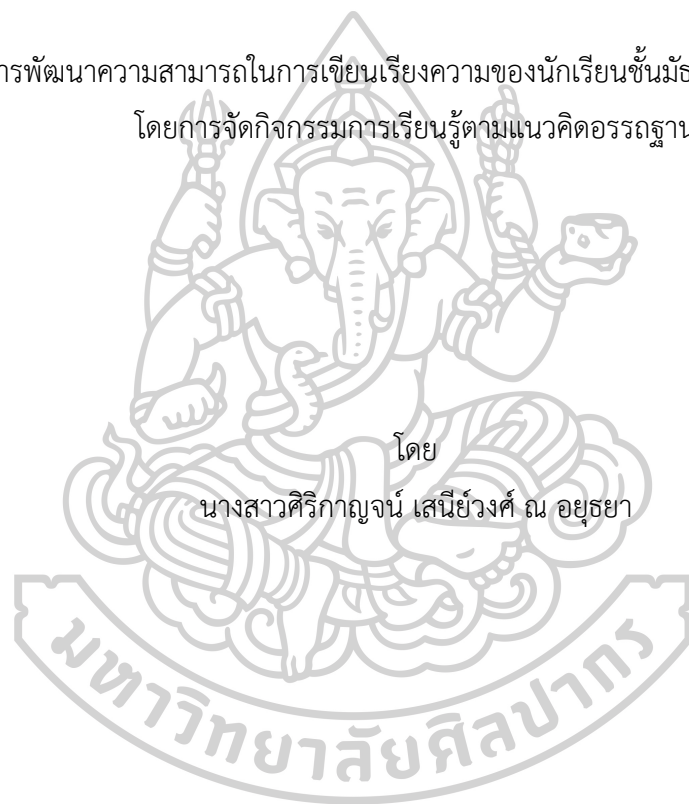 ารพัฒนาความสามารถในการเขียนเรียงความของนักเรียนชั้นมัธ
โดยการจัดกิจกรรมการเรียนรู้ตามแนวคิดอรรถฐาน
โดย
นางสาวศิริกาญจน์ เสนีย์วงศ์ ณ อยุธยา
มหาวิทยาลัยศิลปากร